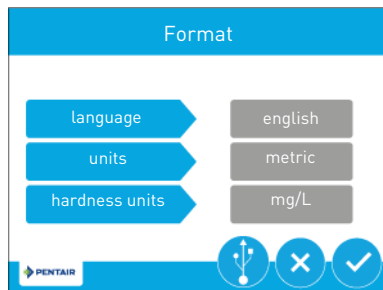 Format
language english
units metric
hardness units mg/L
PENTAIR